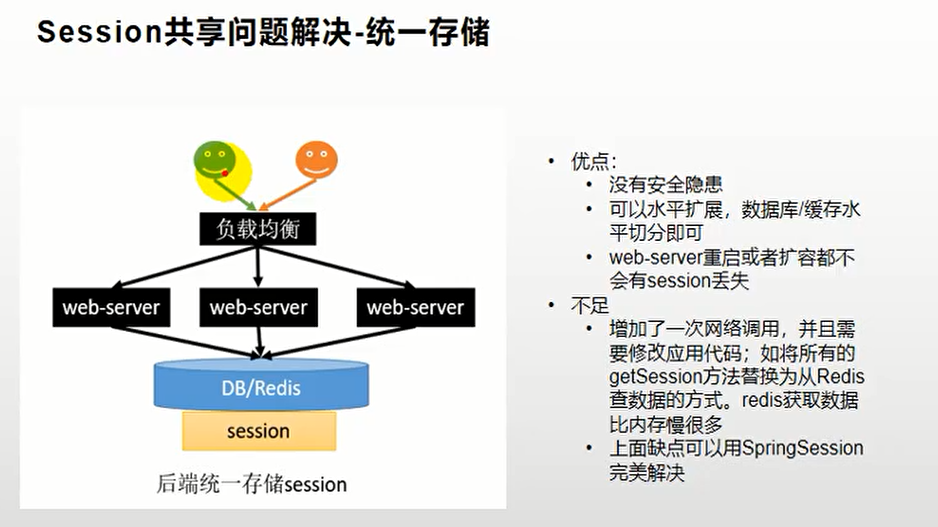 Session共享问题解决-统一存储
负载均衡
web-server
web-server
web-server
DB/Redis
session
后端统一存储session
• 优点：
• 没有安全隐患
• 可以水平扩展，数据库/缓存水
平切分即可
• web-server重启或者扩容都不
会有session丢失
• 不足
• 增加了一次网络调用，并且需
要修改应用代码；如将所有的
getSession方法替换为从Redis
查数据的方式。redis获取数据
比内存慢很多
• 上面缺点可以用SpringSession
完美解决